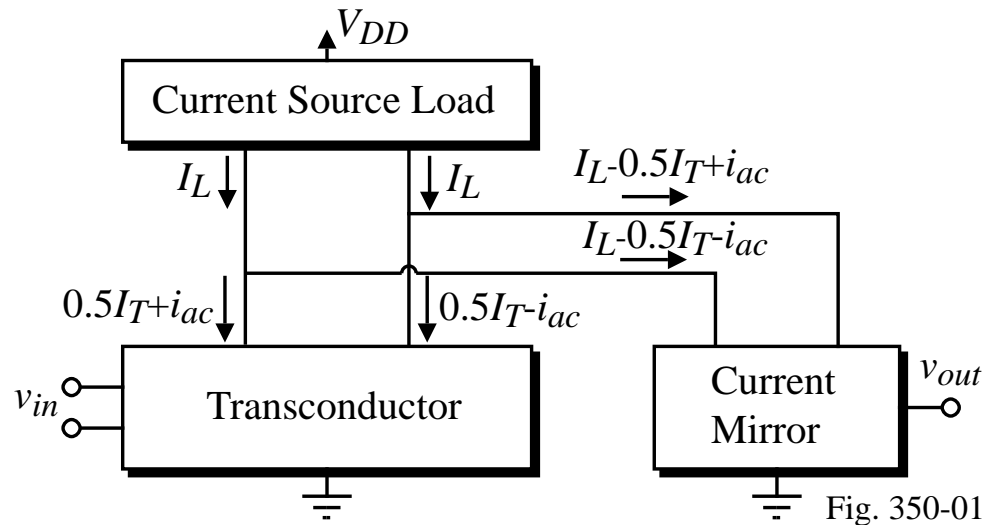 V_DD
Current Source Load
I_L
I_L
I_L-0.5I_T+i_ac
I_L-0.5I_T-i_ac
0.5I_T+i_ac
0.5I_T-i_ac
v_in
Transconductor
Current
Mirror
v_out
Fig. 350-01